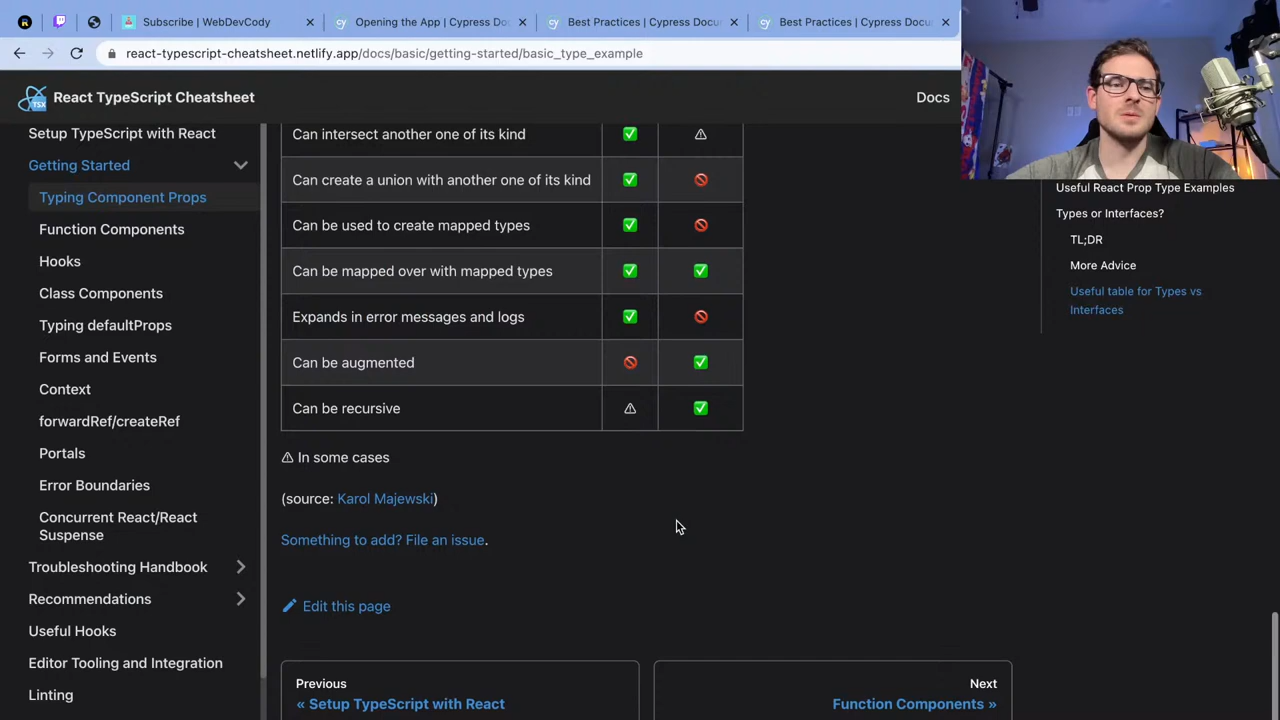 Subscribe | WebDevCody
Opening the App | Cypress Docu
Best Practices | Cypress Docu
Best Practices | Cypress Docu
react-typescript-cheatsheet.netlify.app/docs/basic/getting-started/basic_type_example
React TypeScript Cheatsheet
Docs
Setup TypeScript with React
Getting Started
Typing Component Props
Function Components
Hooks
Class Components
Typing defaultProps
Forms and Events
Context
forwardRef/createRef
Portals
Error Boundaries
Concurrent React/React
Suspense
Troubleshooting Handbook
Recommendations
Useful Hooks
Editor Tooling and Integration
Linting
Can intersect another one of its kind
Can create a union with another one of its kind
Can be used to create mapped types
Can be mapped over with mapped types
Expands in error messages and logs
Can be augmented
Can be recursive
⚠ In some cases
(source: Karol Majewski)
Something to add? File an issue.
Edit this page
Previous
« Setup TypeScript with React
Next
Function Components »
Useful React Prop Type Examples
Types or Interfaces?
TL;DR
More Advice
Useful table for Types vs
Interfaces